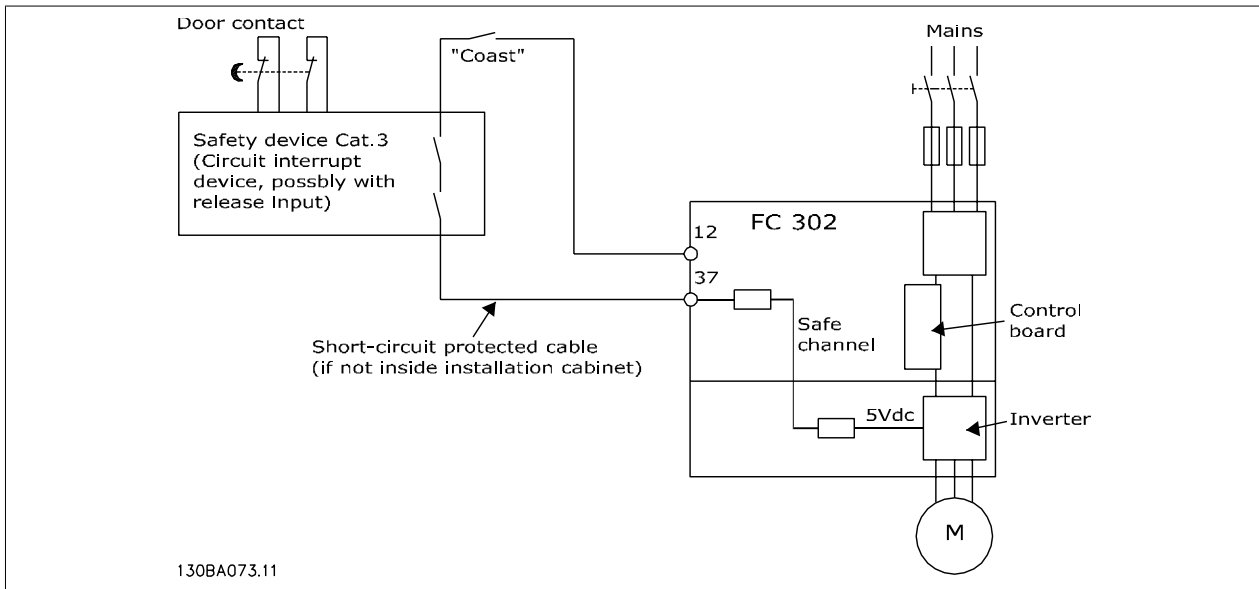 Door contact
"Coast"
Mains
Safety device Cat.3
(Circuit interrupt
device, possbly with
release Input)
FC 302
12
37
Safe
channel
Control
board
Short-circuit protected cable
(if not inside installation cabinet)
5Vdc
Inverter
M
130BA073.11